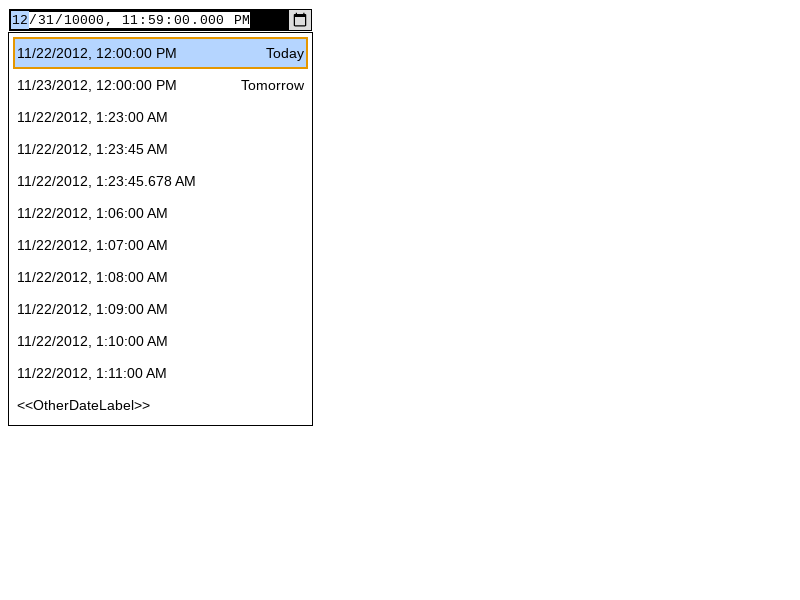 12/31/10000, 11:59:00.000 PM
11/22/2012, 12:00:00 PM Today
11/23/2012, 12:00:00 PM Tomorrow
11/22/2012, 1:23:00 AM
11/22/2012, 1:23:45 AM
11/22/2012, 1:23:45.678 AM
11/22/2012, 1:06:00 AM
11/22/2012, 1:07:00 AM
11/22/2012, 1:08:00 AM
11/22/2012, 1:09:00 AM
11/22/2012, 1:10:00 AM
11/22/2012, 1:11:00 AM
<<OtherDateLabel>>